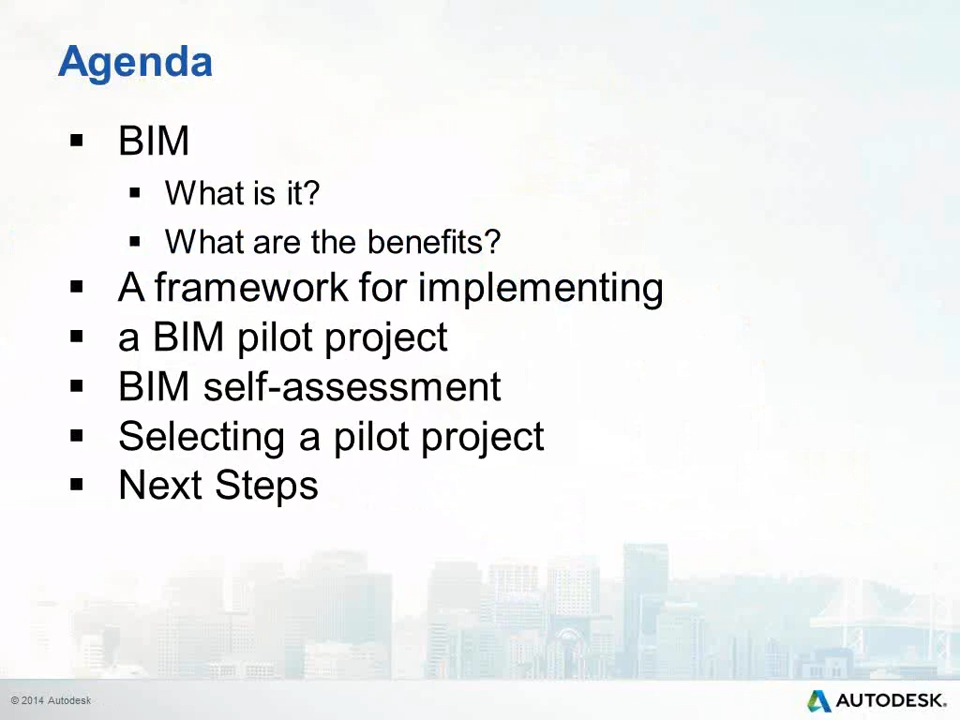 Agenda
▪ BIM
▪ What is it?
▪ What are the benefits?
▪ A framework for implementing
▪ a BIM pilot project
▪ BIM self-assessment
▪ Selecting a pilot project
▪ Next Steps
© 2014 Autodesk
AUTODESK.